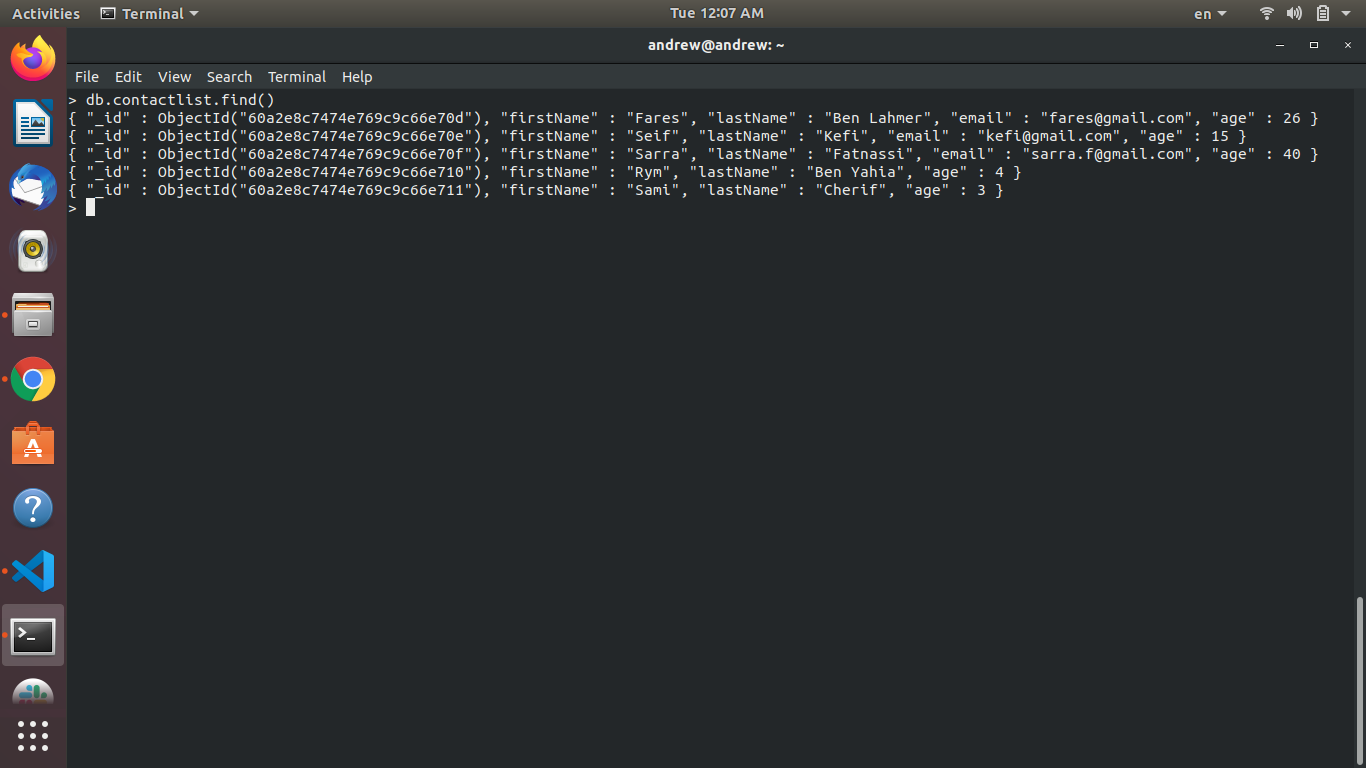 Activities Terminal Tue 12:07 AM en
andrew@andrew: ~
File Edit View Search Terminal Help
> db.contactlist.find()
{ "_id" : ObjectId("60a2e8c7474e769c9c66e70d"), "firstName" : "Fares", "lastName" : "Ben Lahmer", "email" : "fares@gmail.com", "age" : 26 }
{ "_id" : ObjectId("60a2e8c7474e769c9c66e70e"), "firstName" : "Seif", "lastName" : "Kefi", "email" : "kefi@gmail.com", "age" : 15 }
{ "_id" : ObjectId("60a2e8c7474e769c9c66e70f"), "firstName" : "Sarra", "lastName" : "Fatnassi", "email" : "sarra.f@gmail.com", "age" : 40 }
{ "_id" : ObjectId("60a2e8c7474e769c9c66e710"), "firstName" : "Rym", "lastName" : "Ben Yahia", "age" : 4 }
{ "_id" : ObjectId("60a2e8c7474e769c9c66e711"), "firstName" : "Sami", "lastName" : "Cherif", "age" : 3 }
>